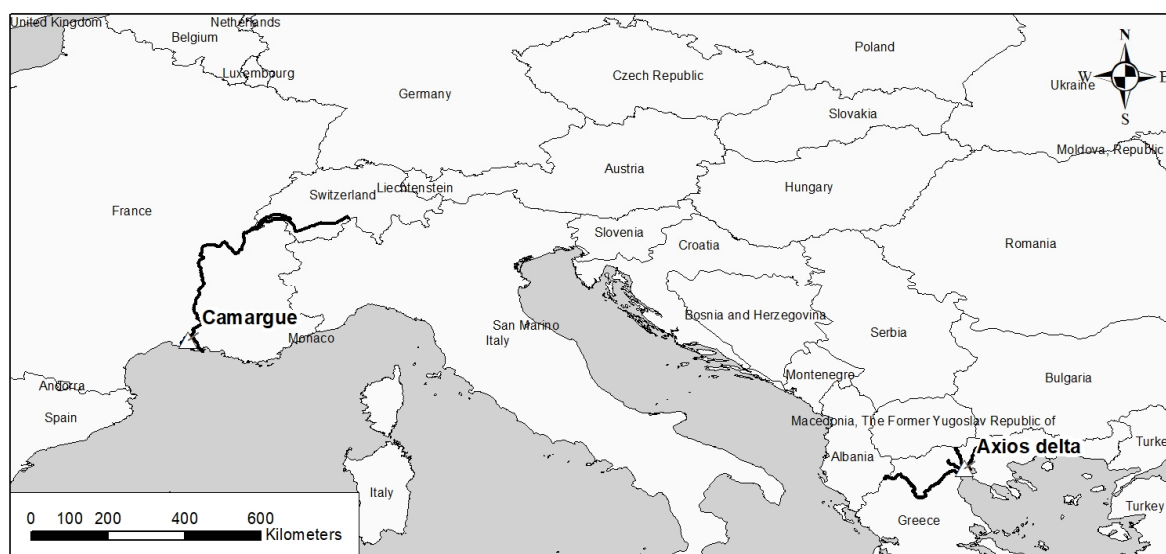 United Kingdom
Netherlands
Belgium
Luxembourg
Germany
Poland
Czech Republic
N
W
E
S
Ukraine
Slovakia
Moldova, Republic
Austria
Hungary
Switzerland
Liechtenstein
France
Slovenia
Croatia
Romania
Camargue
Monaco
San Marino
Italy
Bosnia and Herzegovina
Serbia
Montenegro
Bulgaria
Andorra
Spain
Macedonia, The Former Yugoslav Republic of
Albania
Axios delta
Turke
Italy
Turkey
Greece
0 100 200 400 600
Kilometers